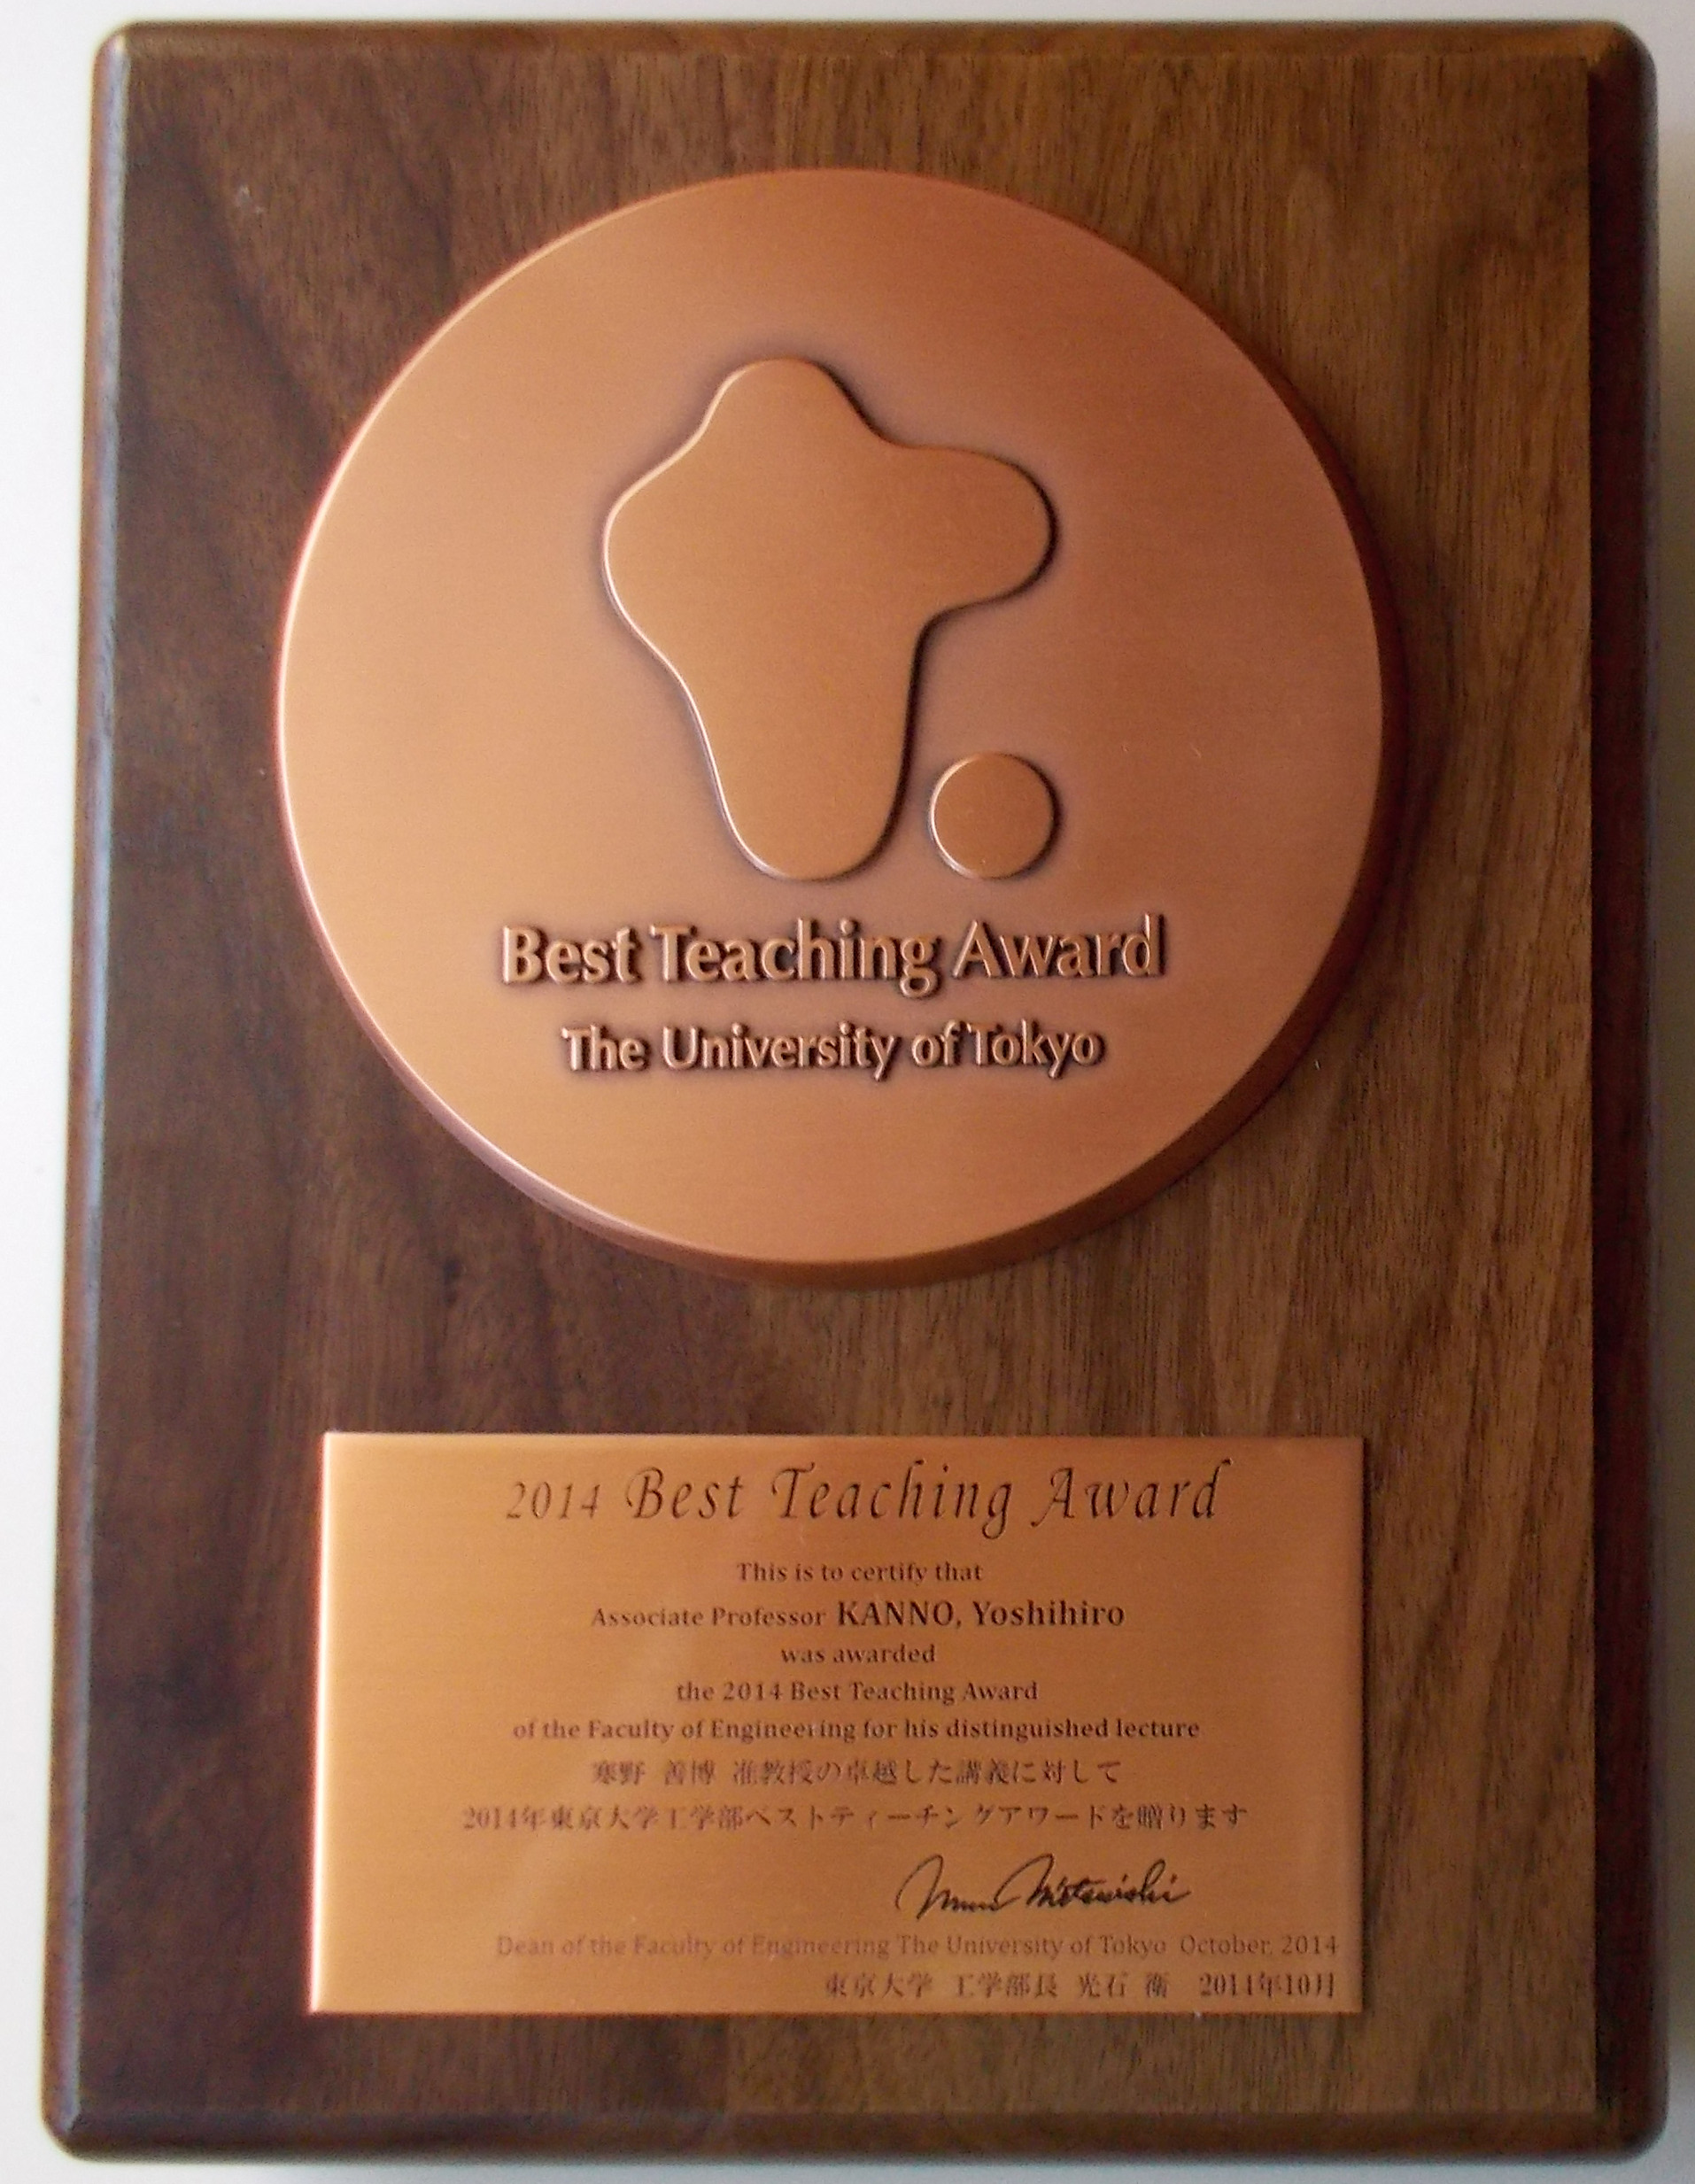 Best Teaching Award
The University of Tokyo
2014 Best Teaching Award
This is to certify that
Associate Professor KANNO, Yoshihiro
was awarded
the 2014 Best Teaching Award
of the Faculty of Engineering for his distinguished lecture
寒野 善博 准教授の卓越した講義に対して
2014年東京大学工学部ベストティーチングアワードを贈ります
Mitsuishi
Dean of the Faculty of Engineering The University of Tokyo October, 2014
東京大学 工学部長 光石 衛 2014年10月